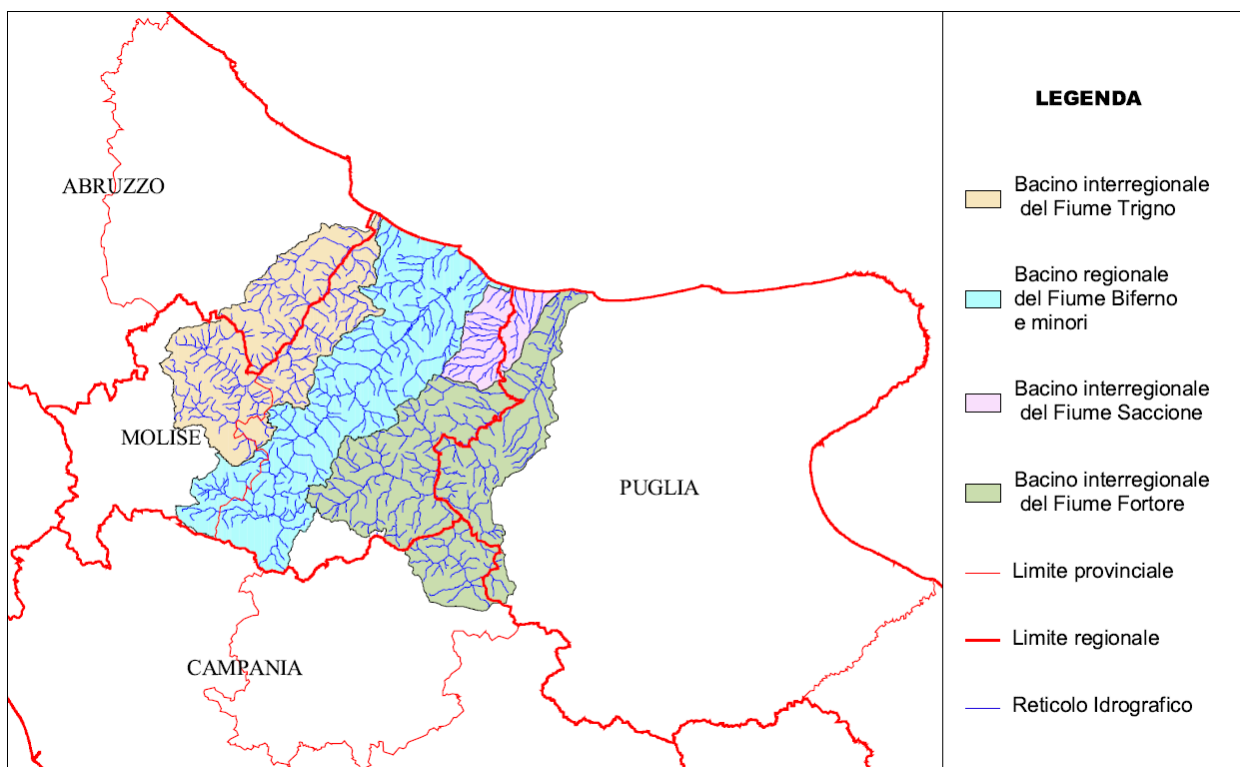 ABRUZZO
MOLISE
PUGLIA
CAMPANIA
LEGENDA
Bacino interregionale
del Fiume Trigno
Bacino regionale
del Fiume Biferno
e minori
Bacino interregionale
del Fiume Saccione
Bacino interregionale
del Fiume Fortore
Limite provinciale
Limite regionale
Reticolo Idrografico